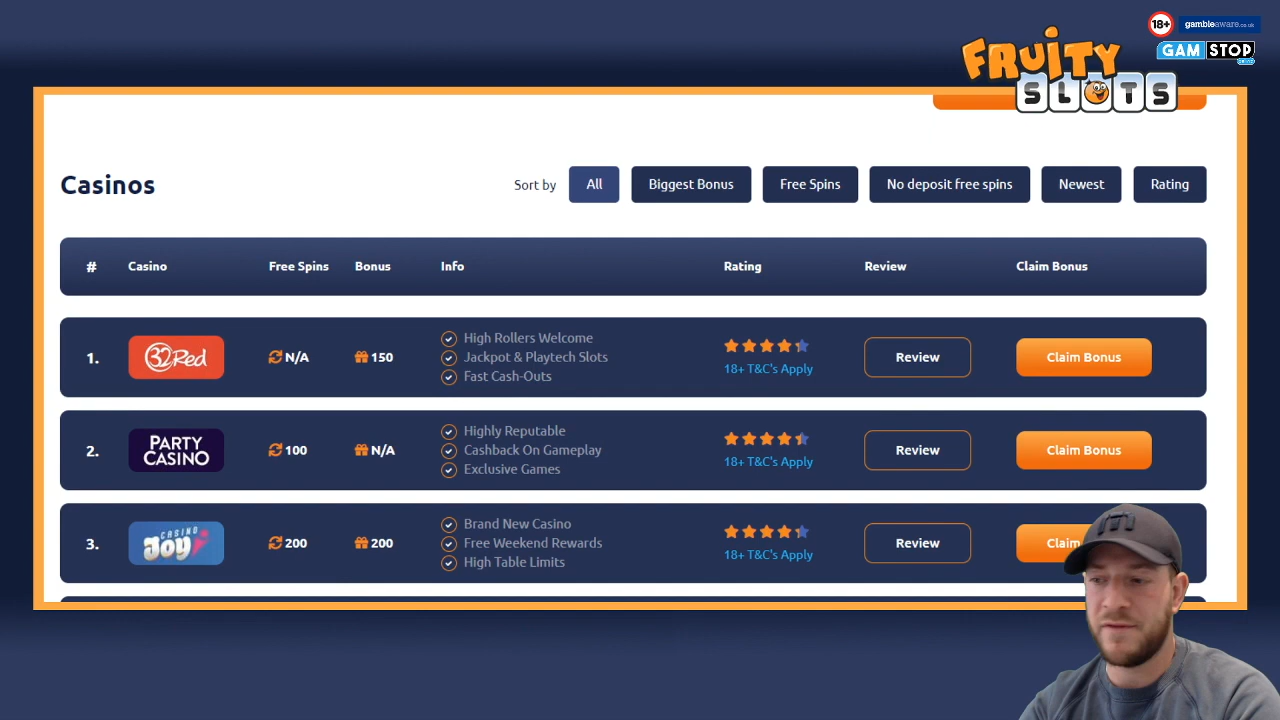 18+
gambleaware.co.uk
GAMSTOP
FRUITY
SLOTS
Casinos
Sort by
All
Biggest Bonus
Free Spins
No deposit free spins
Newest
Rating
#
Casino
Free Spins
Bonus
Info
Rating
Review
Claim Bonus
1.
32Red
N/A
150
High Rollers Welcome
Jackpot & Playtech Slots
Fast Cash-Outs
18+ T&C's Apply
Review
Claim Bonus
2.
PARTY
CASINO
100
N/A
Highly Reputable
Cashback On Gameplay
Exclusive Games
18+ T&C's Apply
Review
Claim Bonus
3.
CASINO
JOY
200
200
Brand New Casino
Free Weekend Rewards
High Table Limits
18+ T&C's Apply
Review
Claim